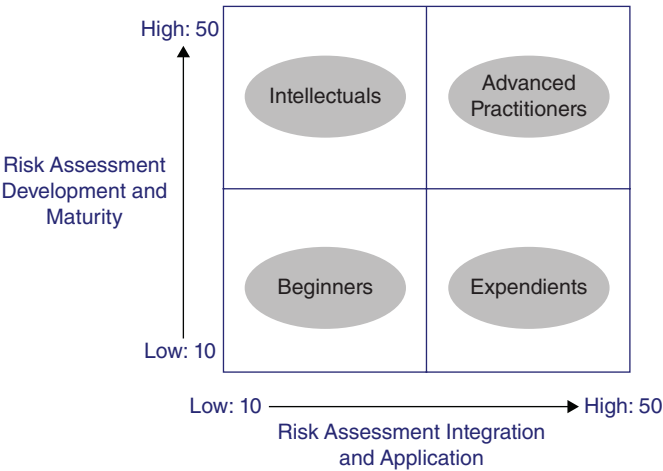 High: 50
Intellectuals
Advanced
Practitioners
Risk Assessment
Development and
Maturity
Beginners
Expendients
Low: 10
Low: 10
High: 50
Risk Assessment Integration
and Application